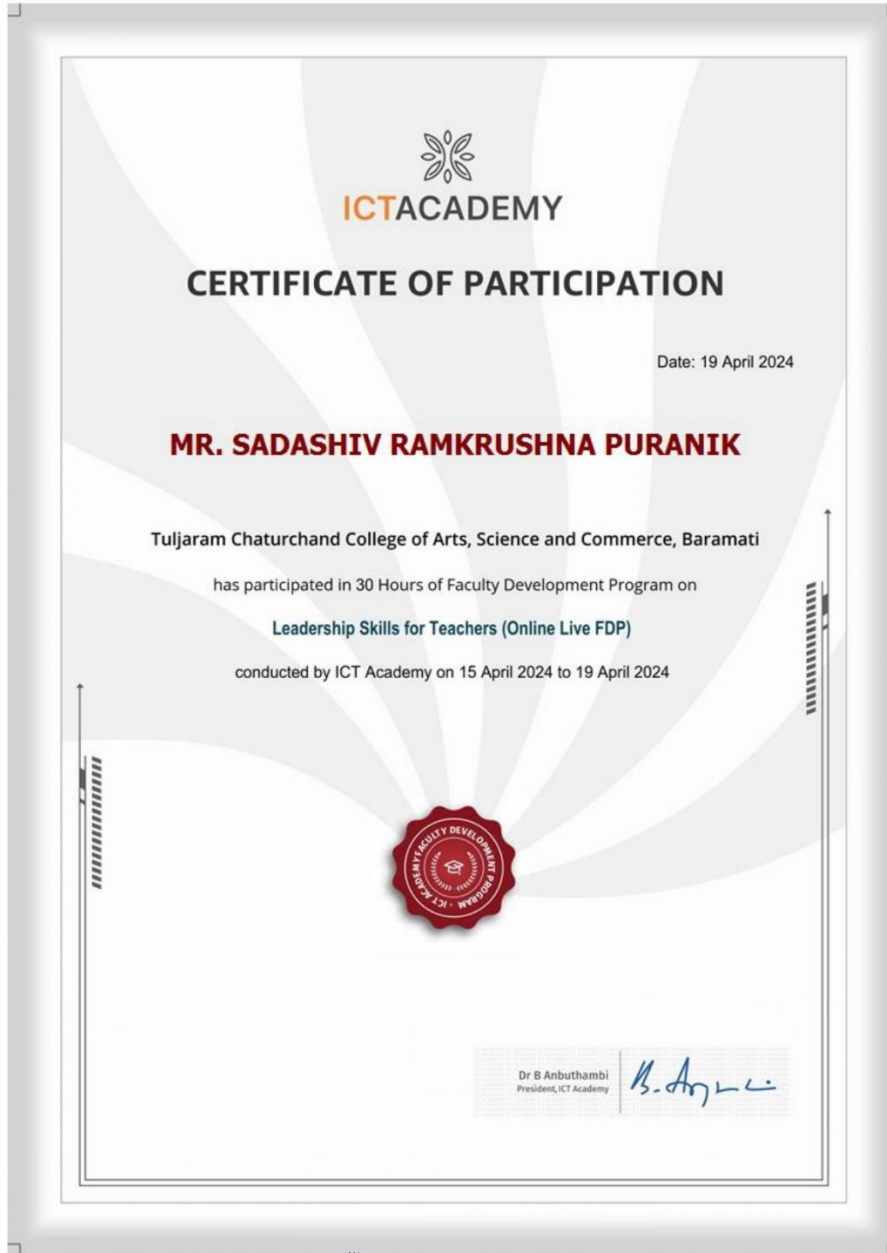 ICTACADEMY
CERTIFICATE OF PARTICIPATION
Date: 19 April 2024
MR. SADASHIV RAMKRUSHNA PURANIK
Tuljaram Chaturchand College of Arts, Science and Commerce, Baramati
has participated in 30 Hours of Faculty Development Program on
Leadership Skills for Teachers (Online Live FDP)
conducted by ICT Academy on 15 April 2024 to 19 April 2024
FACULTY DEVELOPMENT PROGRAM · ICT ACADEMY
Dr B Anbuthambi
President, ICT Academy